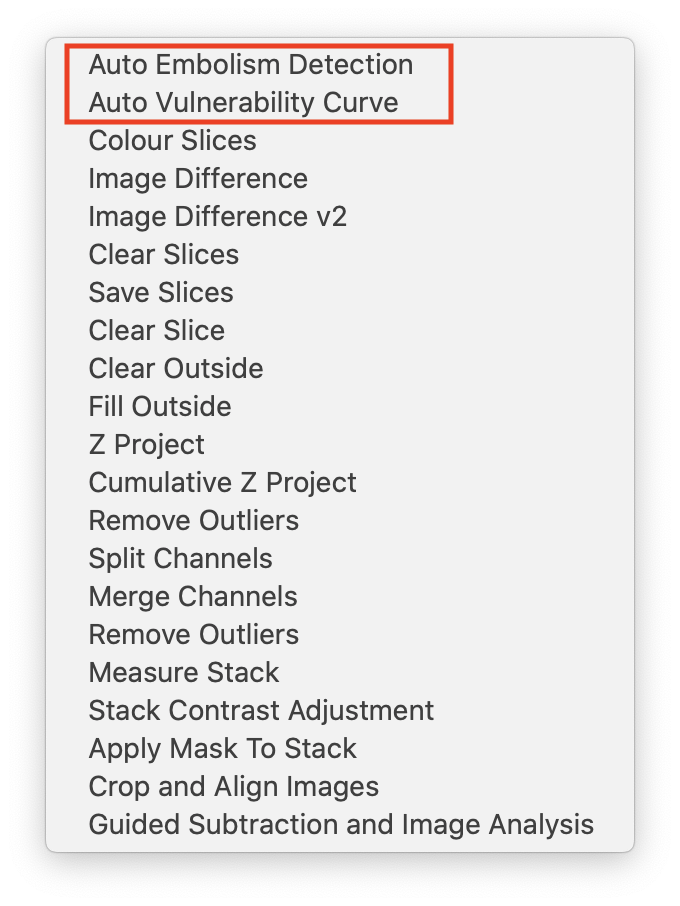 Auto Embolism Detection
Auto Vulnerability Curve
Colour Slices
Image Difference
Image Difference v2
Clear Slices
Save Slices
Clear Slice
Clear Outside
Fill Outside
Z Project
Cumulative Z Project
Remove Outliers
Split Channels
Merge Channels
Remove Outliers
Measure Stack
Stack Contrast Adjustment
Apply Mask To Stack
Crop and Align Images
Guided Subtraction and Image Analysis